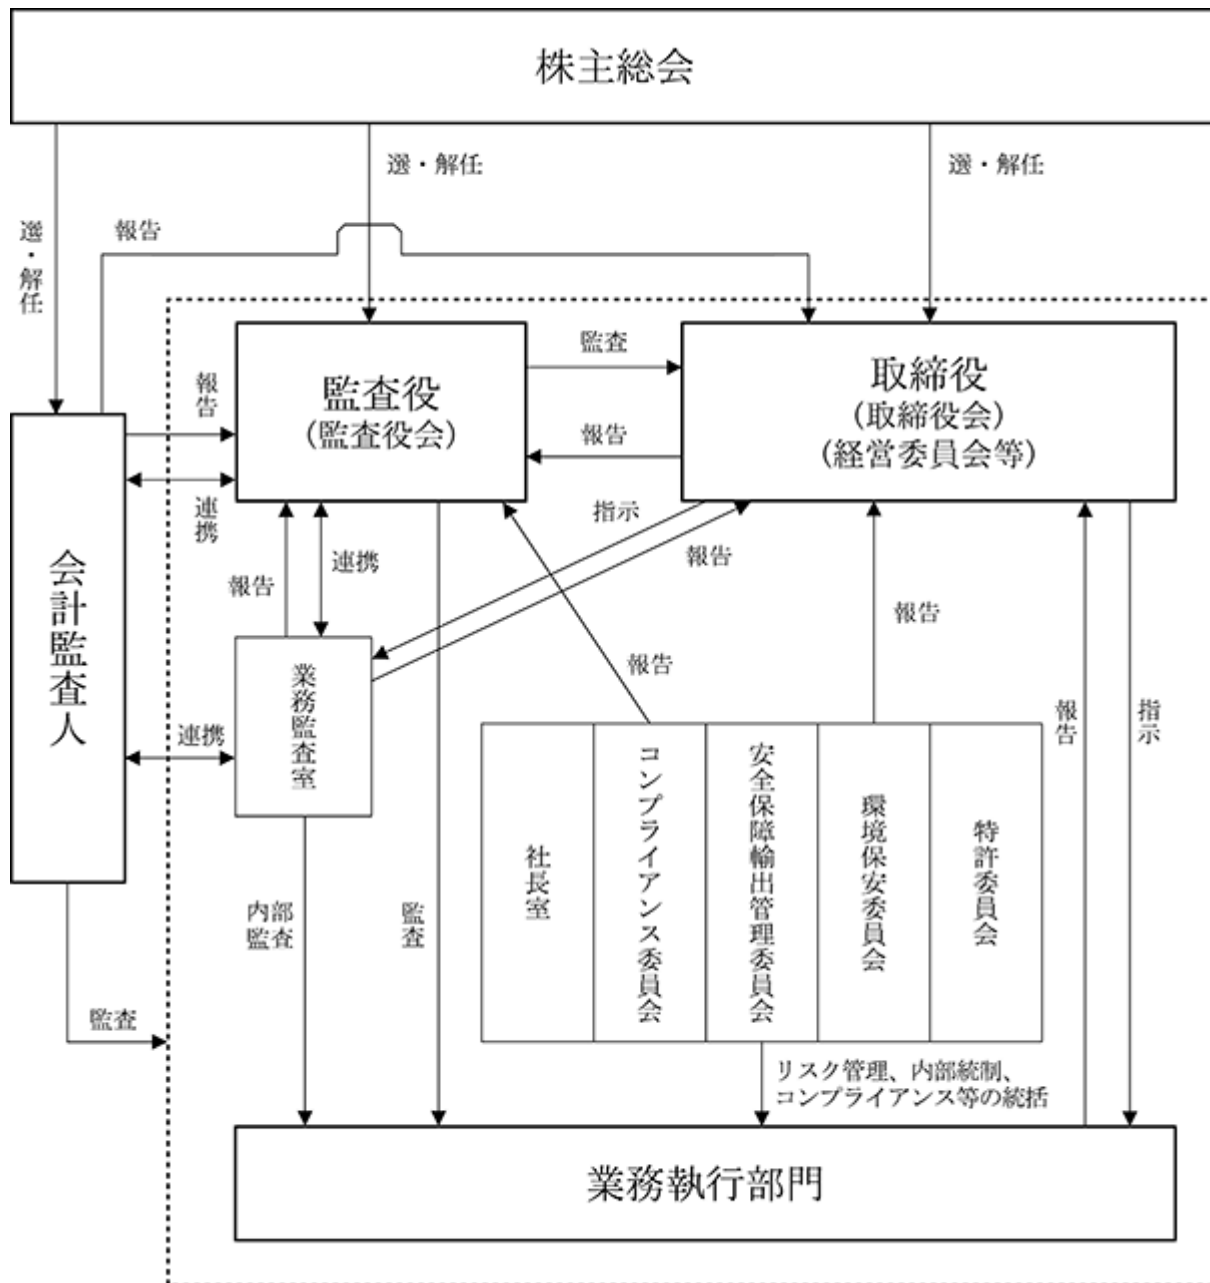 株主総会
選・解任
選・解任
選・解任
報告
監査役
(監査役会)
監査
取締役
(取締役会)
(経営委員会等)
報告
報告
連携
会計監査人
報告
連携
指示
報告
業務監査室
連携
報告
報告
報告
指示
社長室
コンプライアンス委員会
安全保障輸出管理委員会
環境保安委員会
特許委員会
内部
監査
監査
監査
リスク管理、内部統制、
コンプライアンス等の統括
業務執行部門